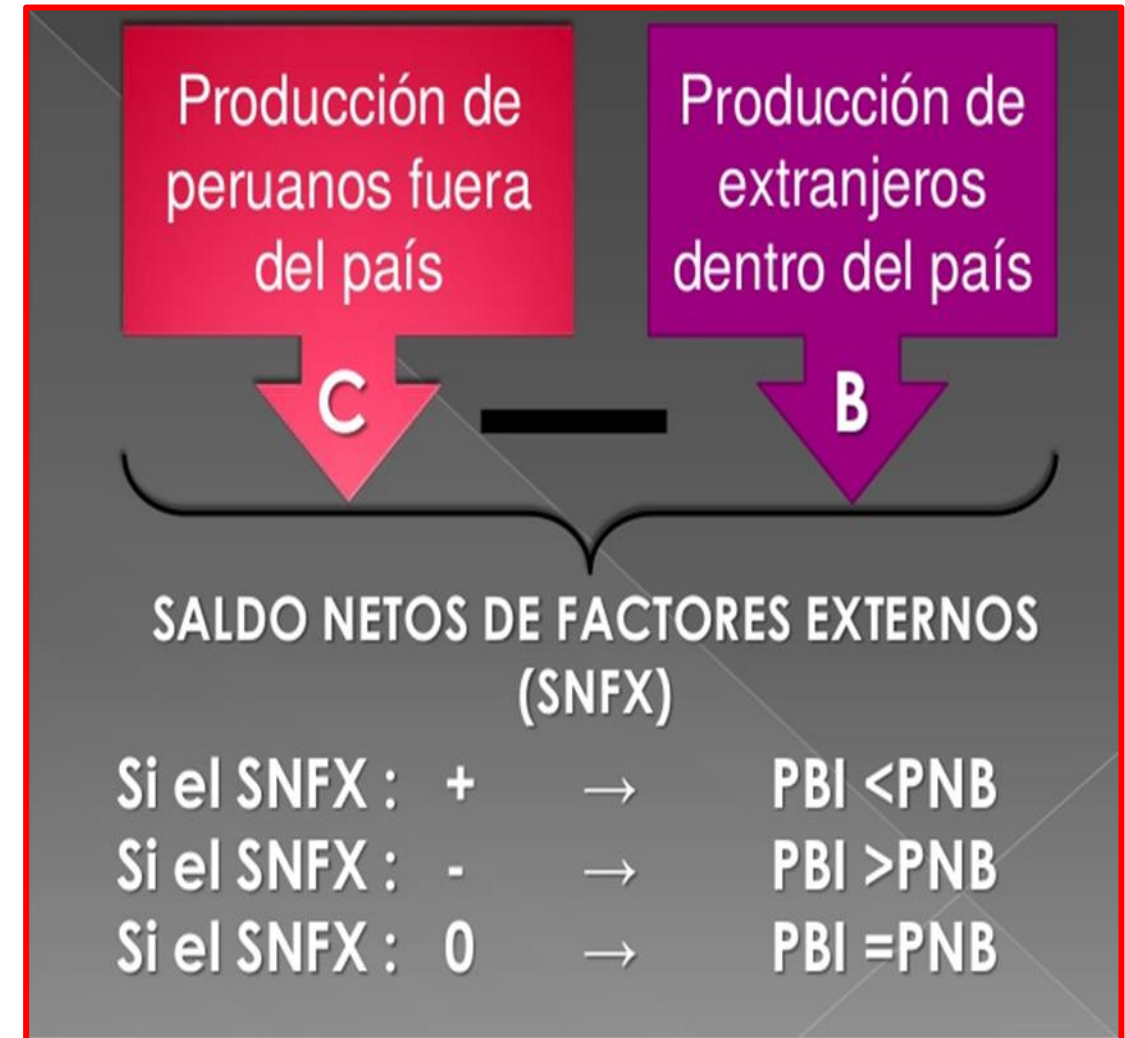 Producción de
peruanos fuera
del país
Producción de
extranjeros
dentro del país
C
B
SALDO NETOS DE FACTORES EXTERNOS
(SNFX)
Si el SNFX : + → PBI <PNB
Si el SNFX : - → PBI >PNB
Si el SNFX : 0 → PBI =PNB